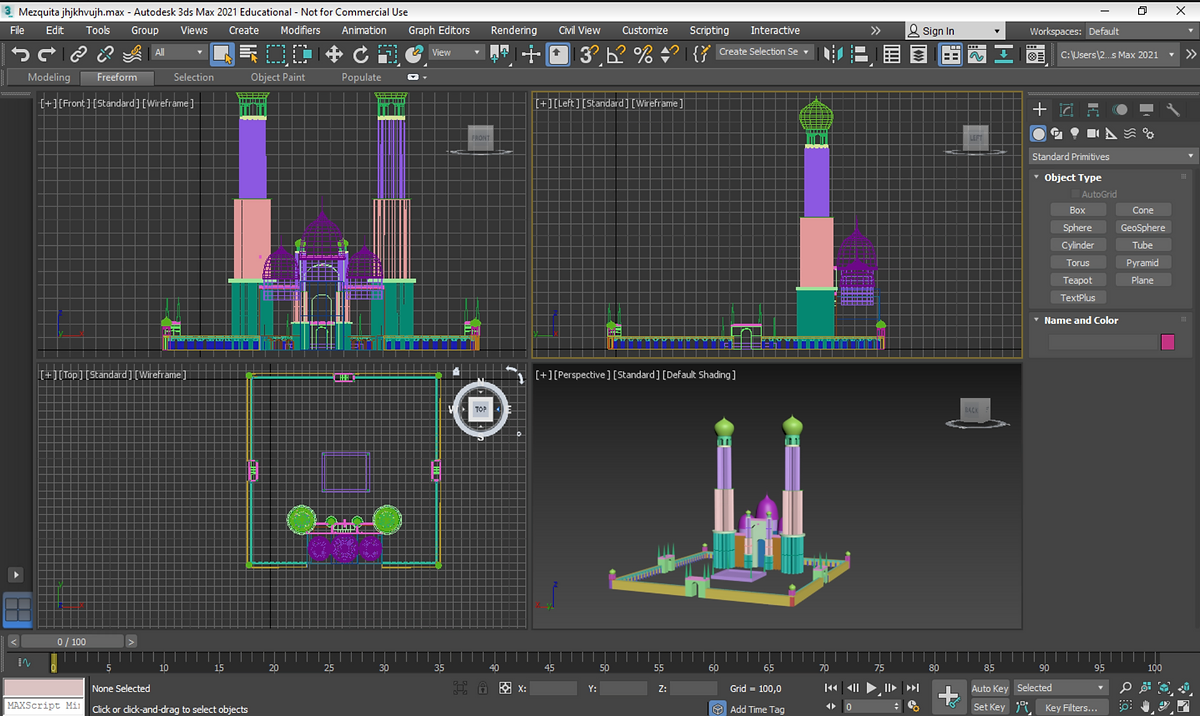 Mezquita jhjkhvujh.max - Autodesk 3ds Max 2021 Educational - Not for Commercial Use
File Edit Tools Group Views Create Modifiers Animation Graph Editors Rendering Civil View Customize Scripting Interactive Sign In Workspaces: Default
All View Create Selection Se C:\Users\2...s Max 2021
Modeling Freeform Selection Object Paint Populate
[+] [Front] [Standard] [Wireframe]
[+] [Left] [Standard] [Wireframe]
FRONT
LEFT
Standard Primitives
Object Type
AutoGrid
Box Cone
Sphere GeoSphere
Cylinder Tube
Torus Pyramid
Teapot Plane
TextPlus
Name and Color
[+] [Top] [Standard] [Wireframe]
[+] [Perspective] [Standard] [Default Shading]
N
W TOP E
S
BACK
0 / 100
0 5 10 15 20 25 30 35 40 45 50 55 60 65 70 75 80 85 90 95 100
None Selected X: Y: Z: Grid = 100,0 Auto Key Selected
MAXScript Mi Click or click-and-drag to select objects Add Time Tag 0 Set Key Key Filters...